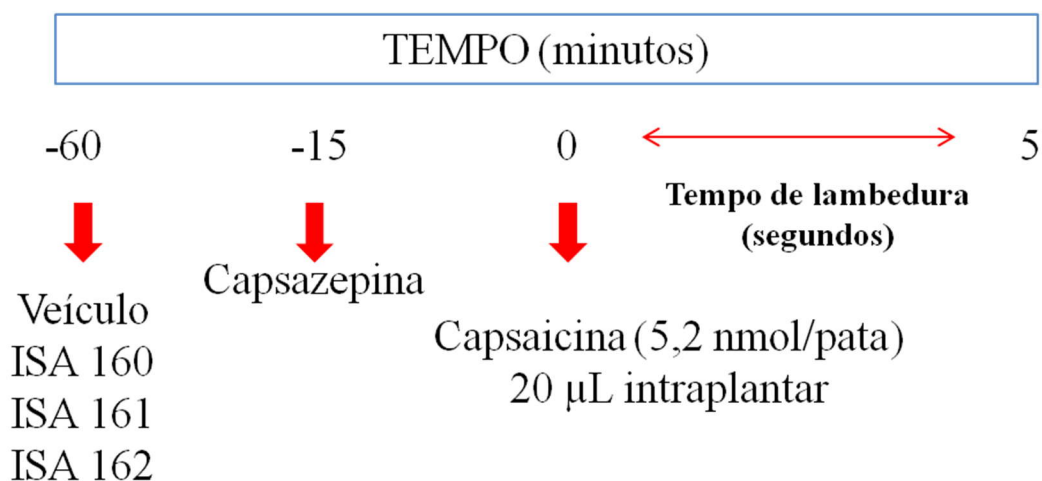 TEMPO (minutos)
-60
-15
0
5
Tempo de lambedura
(segundos)
Veículo
ISA 160
ISA 161
ISA 162
Capsazepina
Capsaicina (5,2 nmol/pata)
20 µL intraplantar